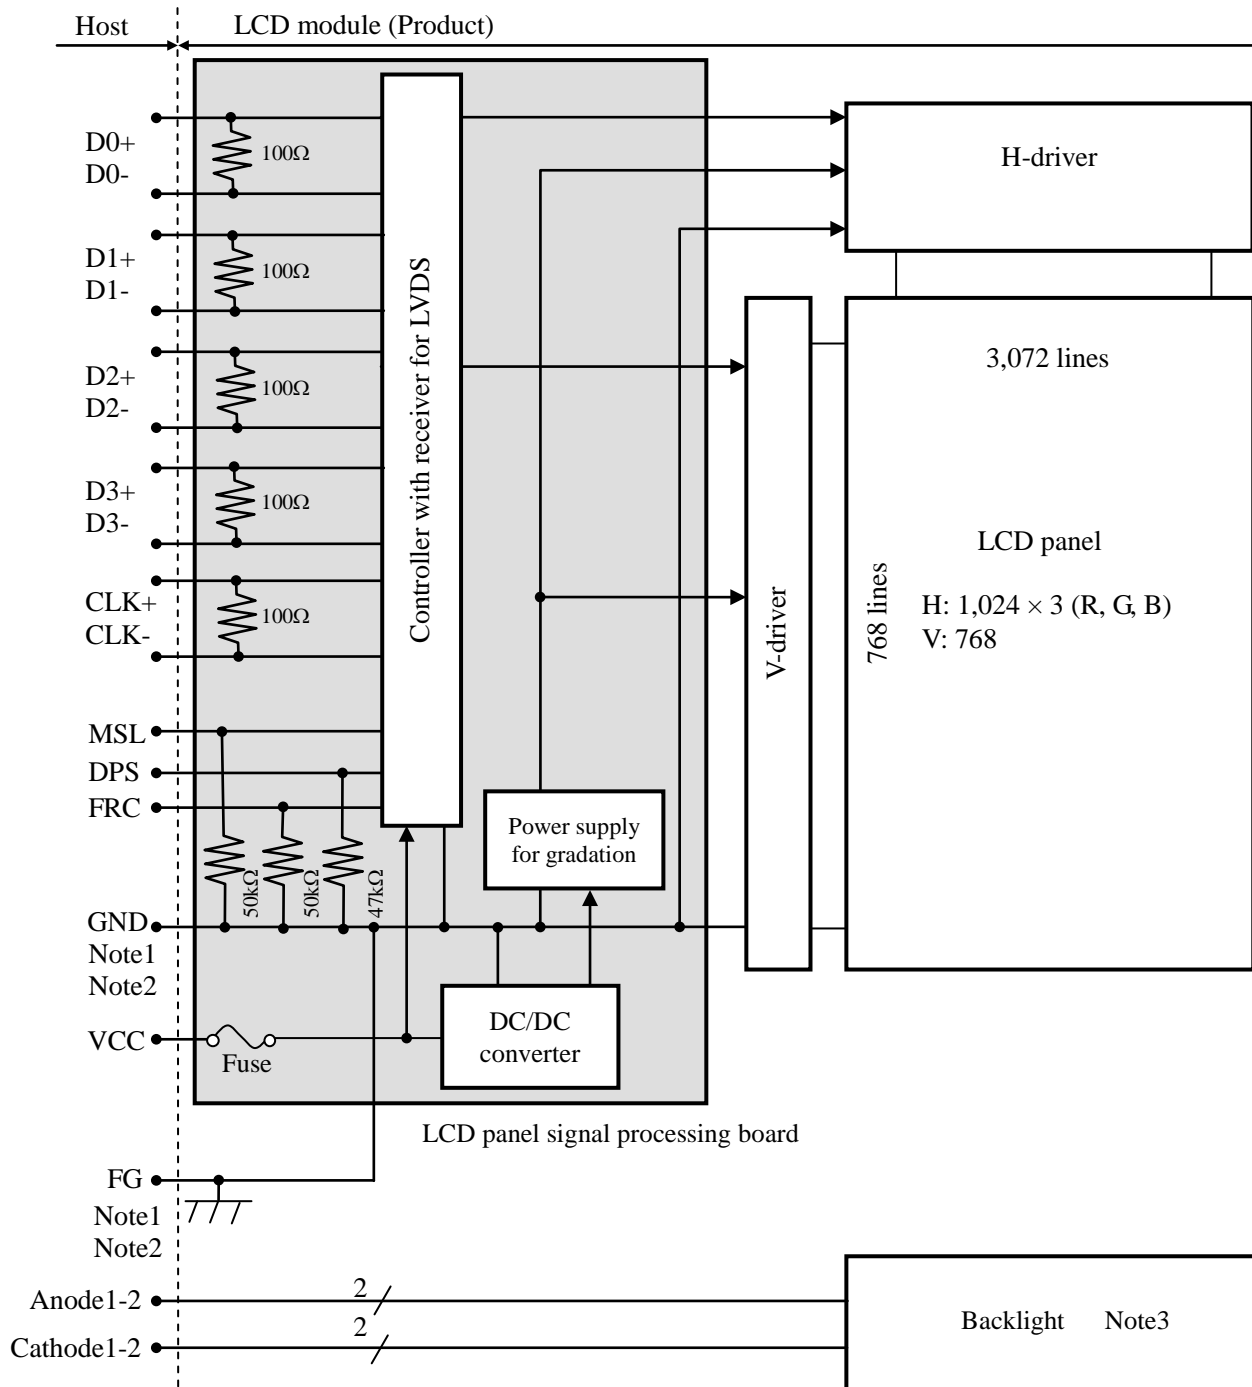 Host
LCD module (Product)
D0+
D0-
100Ω
D1+
D1-
100Ω
D2+
D2-
100Ω
D3+
D3-
100Ω
CLK+
CLK-
100Ω
MSL
DPS
FRC
50kΩ
50kΩ
47kΩ
GND
Note1
Note2
VCC
Fuse
Controller with receiver for LVDS
Power supply
for gradation
DC/DC
converter
LCD panel signal processing board
H-driver
V-driver
3,072 lines
768 lines
LCD panel
H: 1,024 × 3 (R, G, B)
V: 768
FG
Note1
Note2
Anode1-2
2
Cathode1-2
2
Backlight Note3